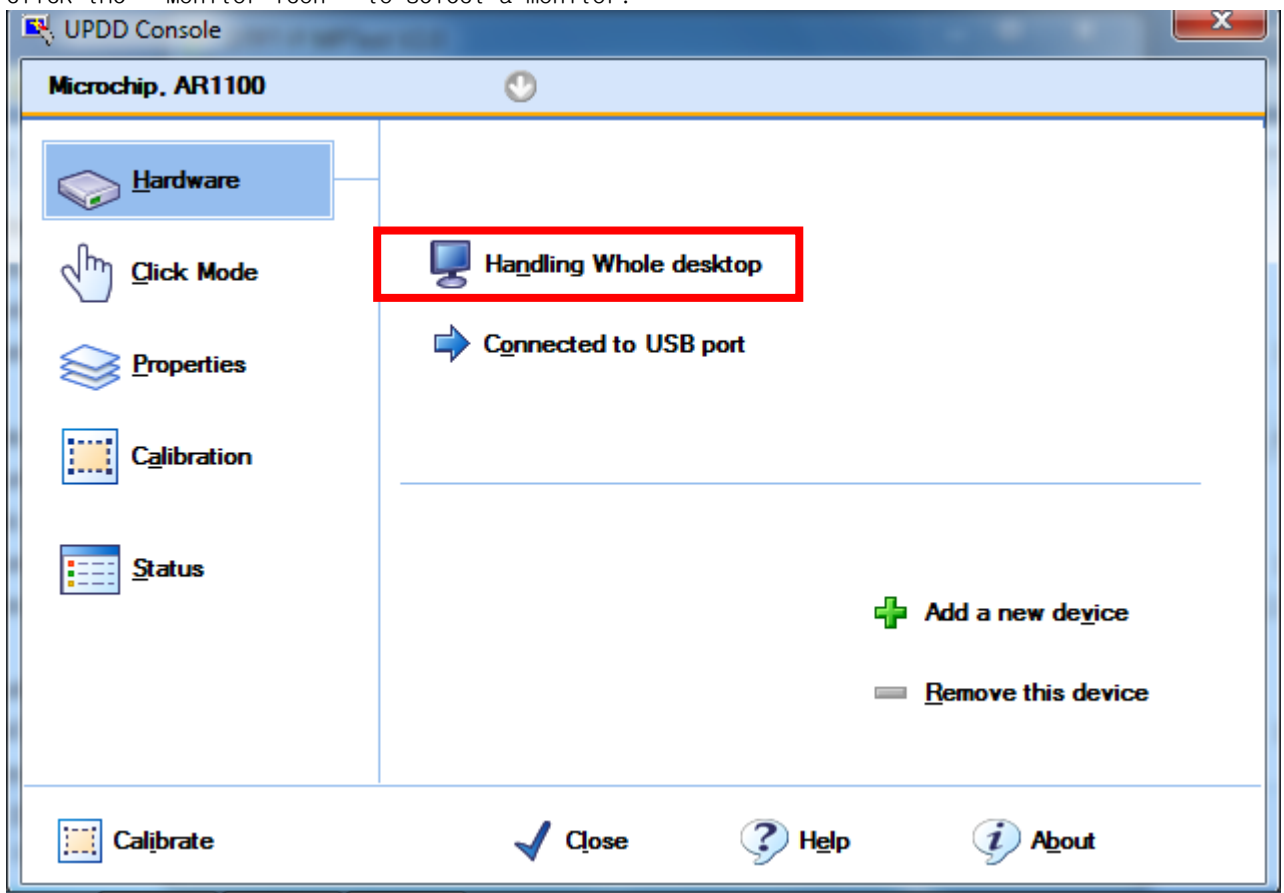 UPDD Console
Microchip, AR1100
Hardware
Click Mode
Properties
Calibration
Status
Handling Whole desktop
Connected to USB port
Add a new device
Remove this device
Calibrate
Close
Help
About